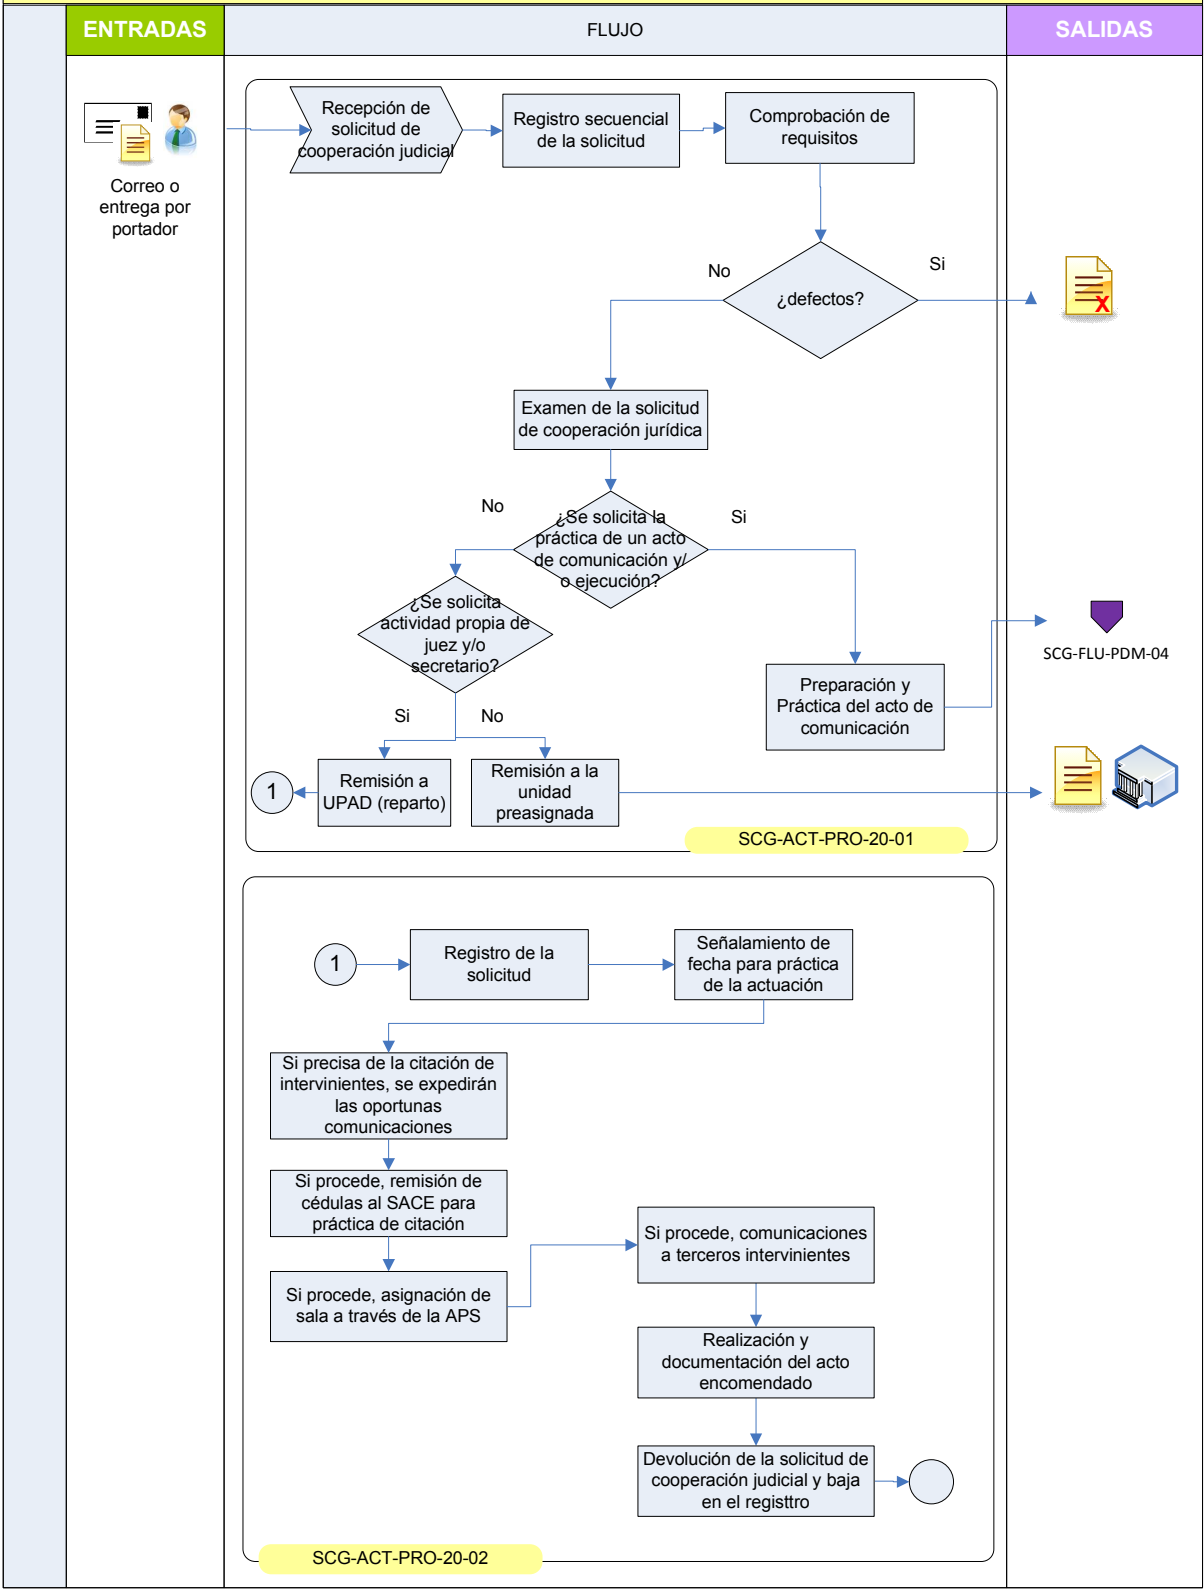 ENTRADAS
FLUJO
SALIDAS
Correo o
entrega por
portador
Recepción de
solicitud de
cooperación judicial
Registro secuencial
de la solicitud
Comprobación de
requisitos
¿defectos?
No
Si
X
Examen de la solicitud
de cooperación jurídica
¿Se solicita la
práctica de un acto
de comunicación y/
o ejecución?
No
Si
¿Se solicita
actividad propia de
juez y/o
secretario?
Preparación y
Práctica del acto de
comunicación
SCG-FLU-PDM-04
Si
No
1
Remisión a
UPAD (reparto)
Remisión a la
unidad
preasignada
SCG-ACT-PRO-20-01
1
Registro de la
solicitud
Señalamiento de
fecha para práctica
de la actuación
Si precisa de la citación de
intervinientes, se expedirán
las oportunas
comunicaciones
Si procede, remisión de
cédulas al SACE para
práctica de citación
Si procede, asignación de
sala a través de la APS
Si procede, comunicaciones
a terceros intervinientes
Realización y
documentación del acto
encomendado
Devolución de la solicitud de
cooperación judicial y baja
en el registtro
SCG-ACT-PRO-20-02